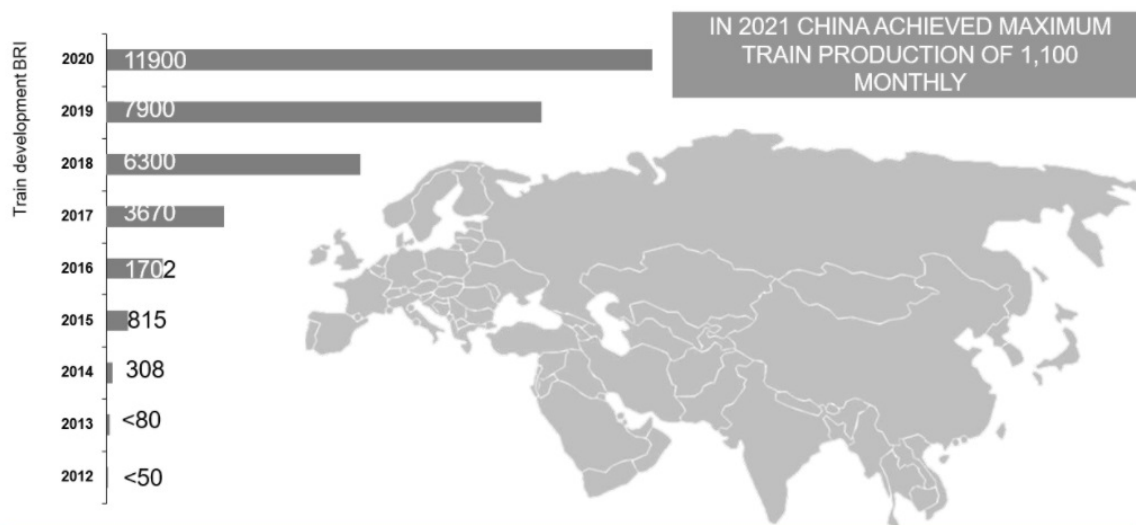 IN 2021 CHINA ACHIEVED MAXIMUM
TRAIN PRODUCTION OF 1,100
MONTHLY
Train development BRI
2020 11900
2019 7900
2018 6300
2017 3670
2016 1702
2015 815
2014 308
2013 <80
2012 <50